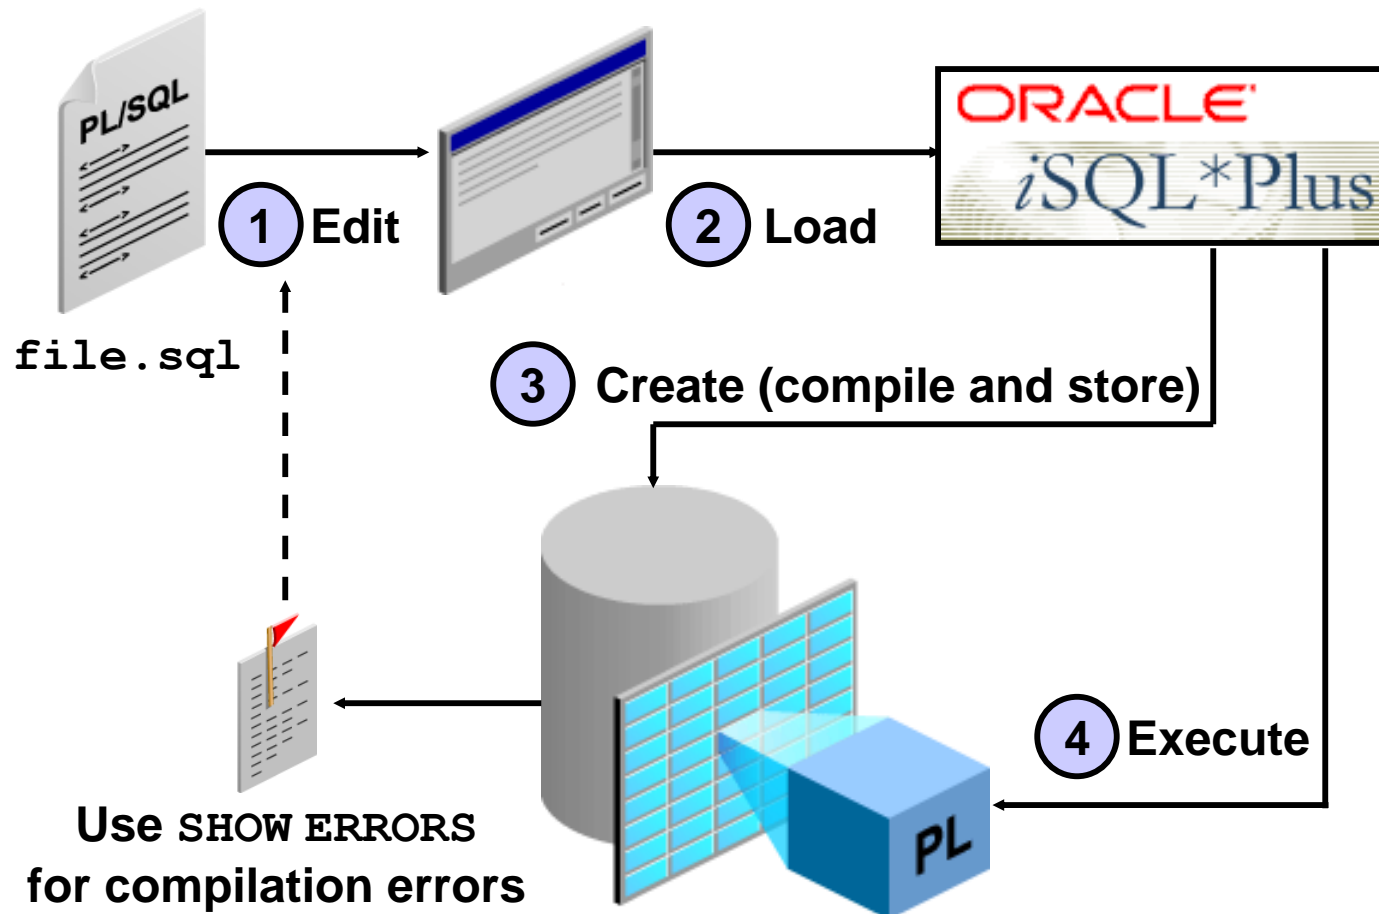 PL/SQL
ORACLE
iSQL*Plus
1 Edit
2 Load
file.sql
3 Create (compile and store)
4 Execute
PL
Use SHOW ERRORS
for compilation errors